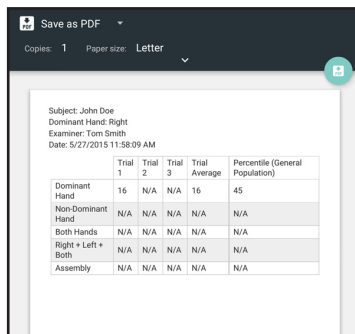 PDF Save as PDF
Copies: 1 Paper size: Letter
PDF
Subject: John Doe
Dominant Hand: Right
Examiner: Tom Smith
Date: 5/27/2015 11:58:09 AM
Trial 1 Trial 2 Trial 3 Trial Average Percentile (General Population)
Dominant Hand 16 N/A N/A 16 45
Non-Dominant Hand N/A N/A N/A N/A N/A
Both Hands N/A N/A N/A N/A N/A
Right + Left + Both N/A N/A N/A N/A N/A
Assembly N/A N/A N/A N/A N/A